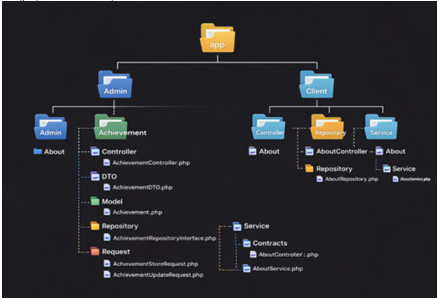 app
Admin
Client
Admin
Achievement
Controller
Repository
Service
About
Controller
AchievementController.php
DTO
AchievementDTO.php
Model
Achievement.php
Repository
AchievementRepositoryInterface.php
Request
AchievementStoreRequest.php
AchievementUpdateRequest.php
About
AboutController
About
Repository
AboutRepository.php
Service
AboutService.php
Service
Contracts
AboutService.php